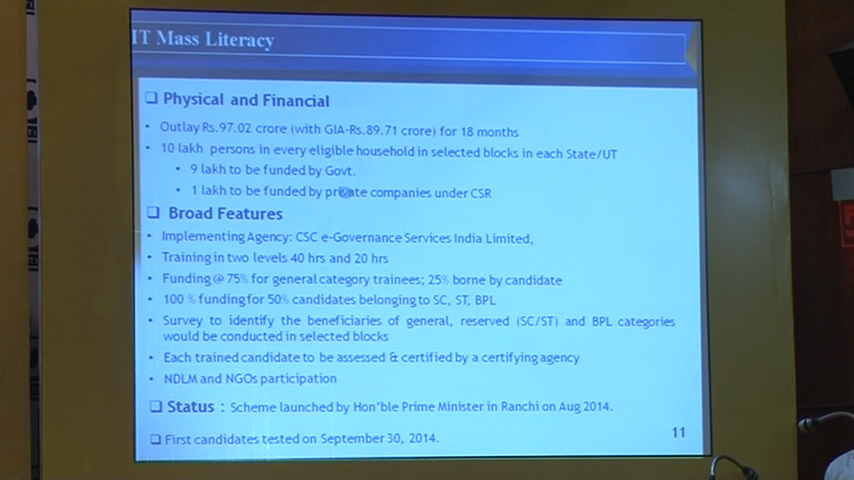 IT Mass Literacy
❑ Physical and Financial
• Outlay Rs.97.02 crore (with GIA-Rs.89.71 crore) for 18 months
• 10 lakh persons in every eligible household in selected blocks in each State/UT
• 9 lakh to be funded by Govt.
• 1 lakh to be funded by private companies under CSR
❑ Broad Features
• Implementing Agency: CSC e-Governance Services India Limited,
• Training in two levels 40 hrs and 20 hrs
• Funding @ 75% for general category trainees; 25% borne by candidate
• 100 % funding for 50% candidates belonging to SC, ST, BPL
• Survey to identify the beneficiaries of general, reserved (SC/ST) and BPL categories
would be conducted in selected blocks
• Each trained candidate to be assessed & certified by a certifying agency
• NDLM and NGOs participation
❑ Status : Scheme launched by Hon'ble Prime Minister in Ranchi on Aug 2014.
❑ First candidates tested on September 30, 2014.
11